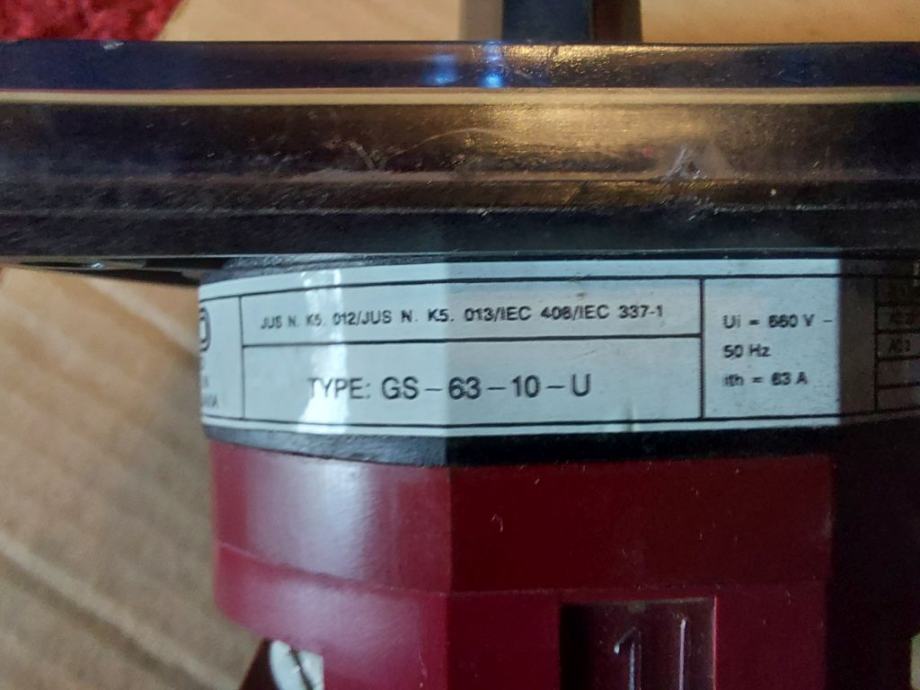 JUS N. K5. 012/JUS N. K5. 013/IEC 408/IEC 337-1
TYPE: GS-63-10-U
Ui = 660 V ~
50 Hz
Ith = 63 A
11